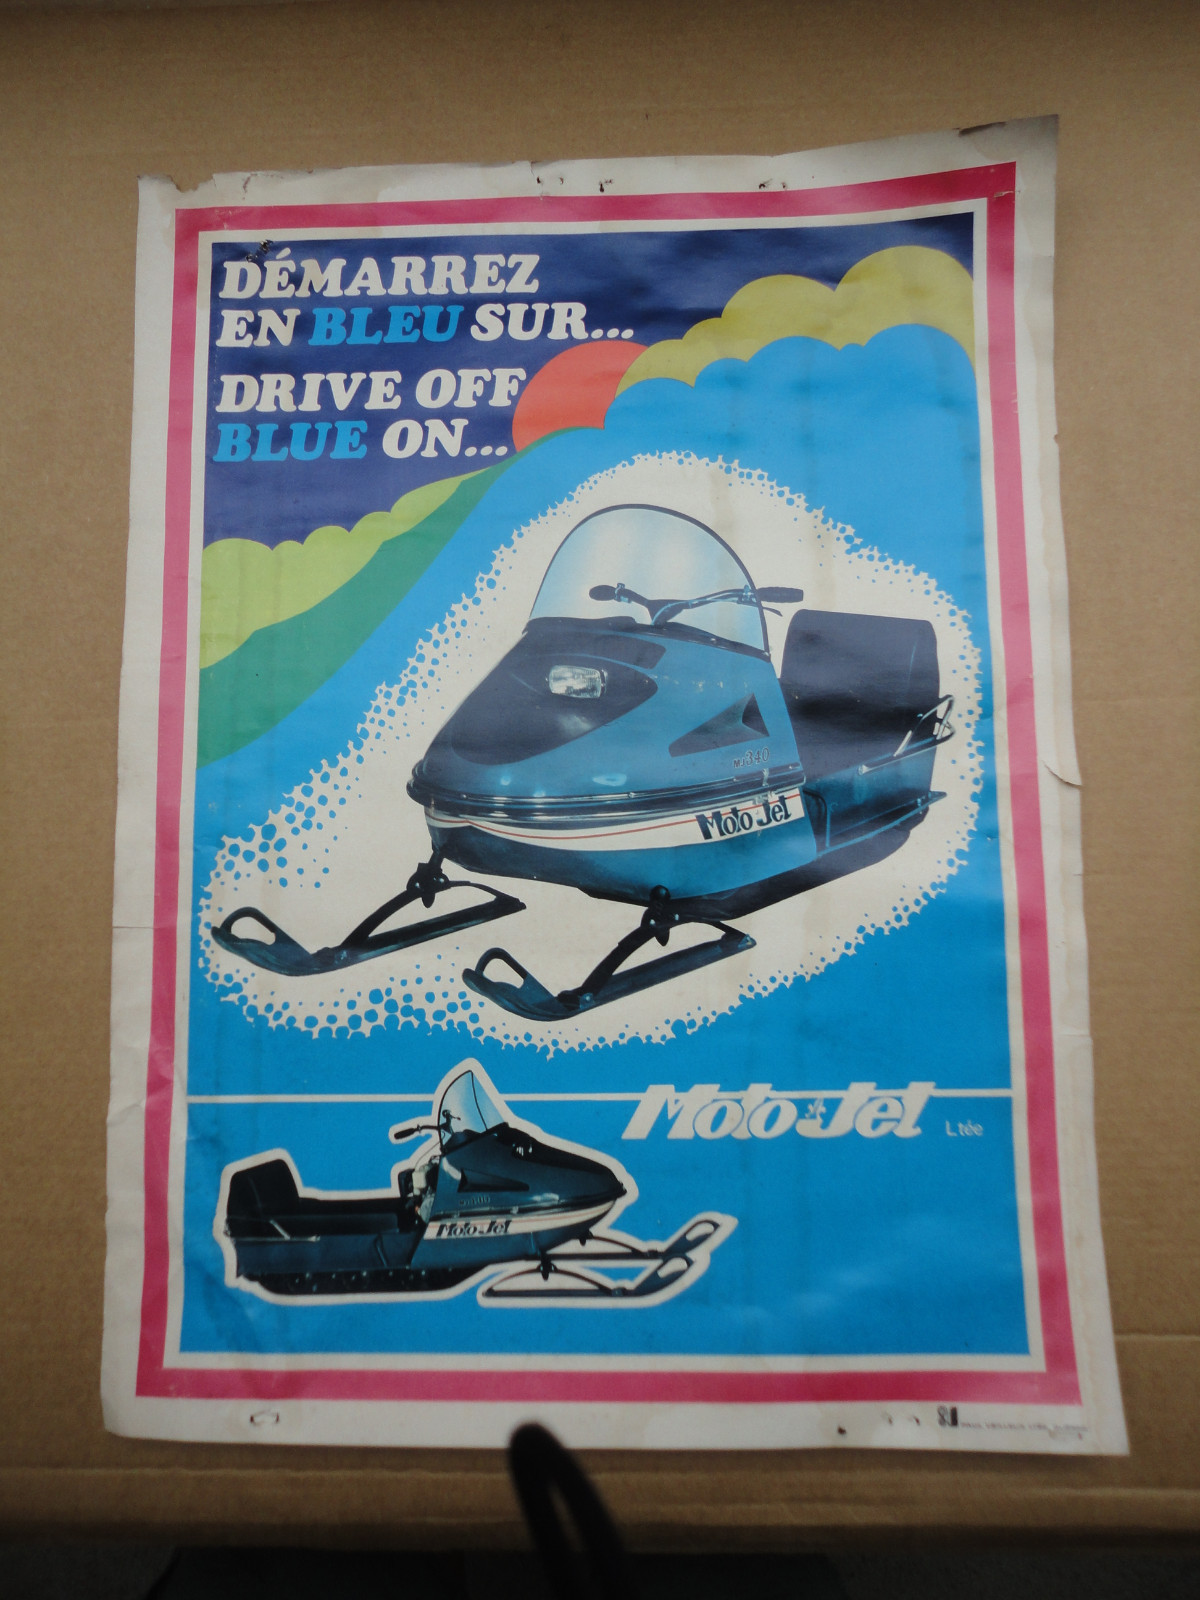 DÉMARREZ
EN BLEU SUR...
DRIVE OFF
BLUE ON...
MJ 340
Moto Jet
Moto Jet Ltée
Moto Jet